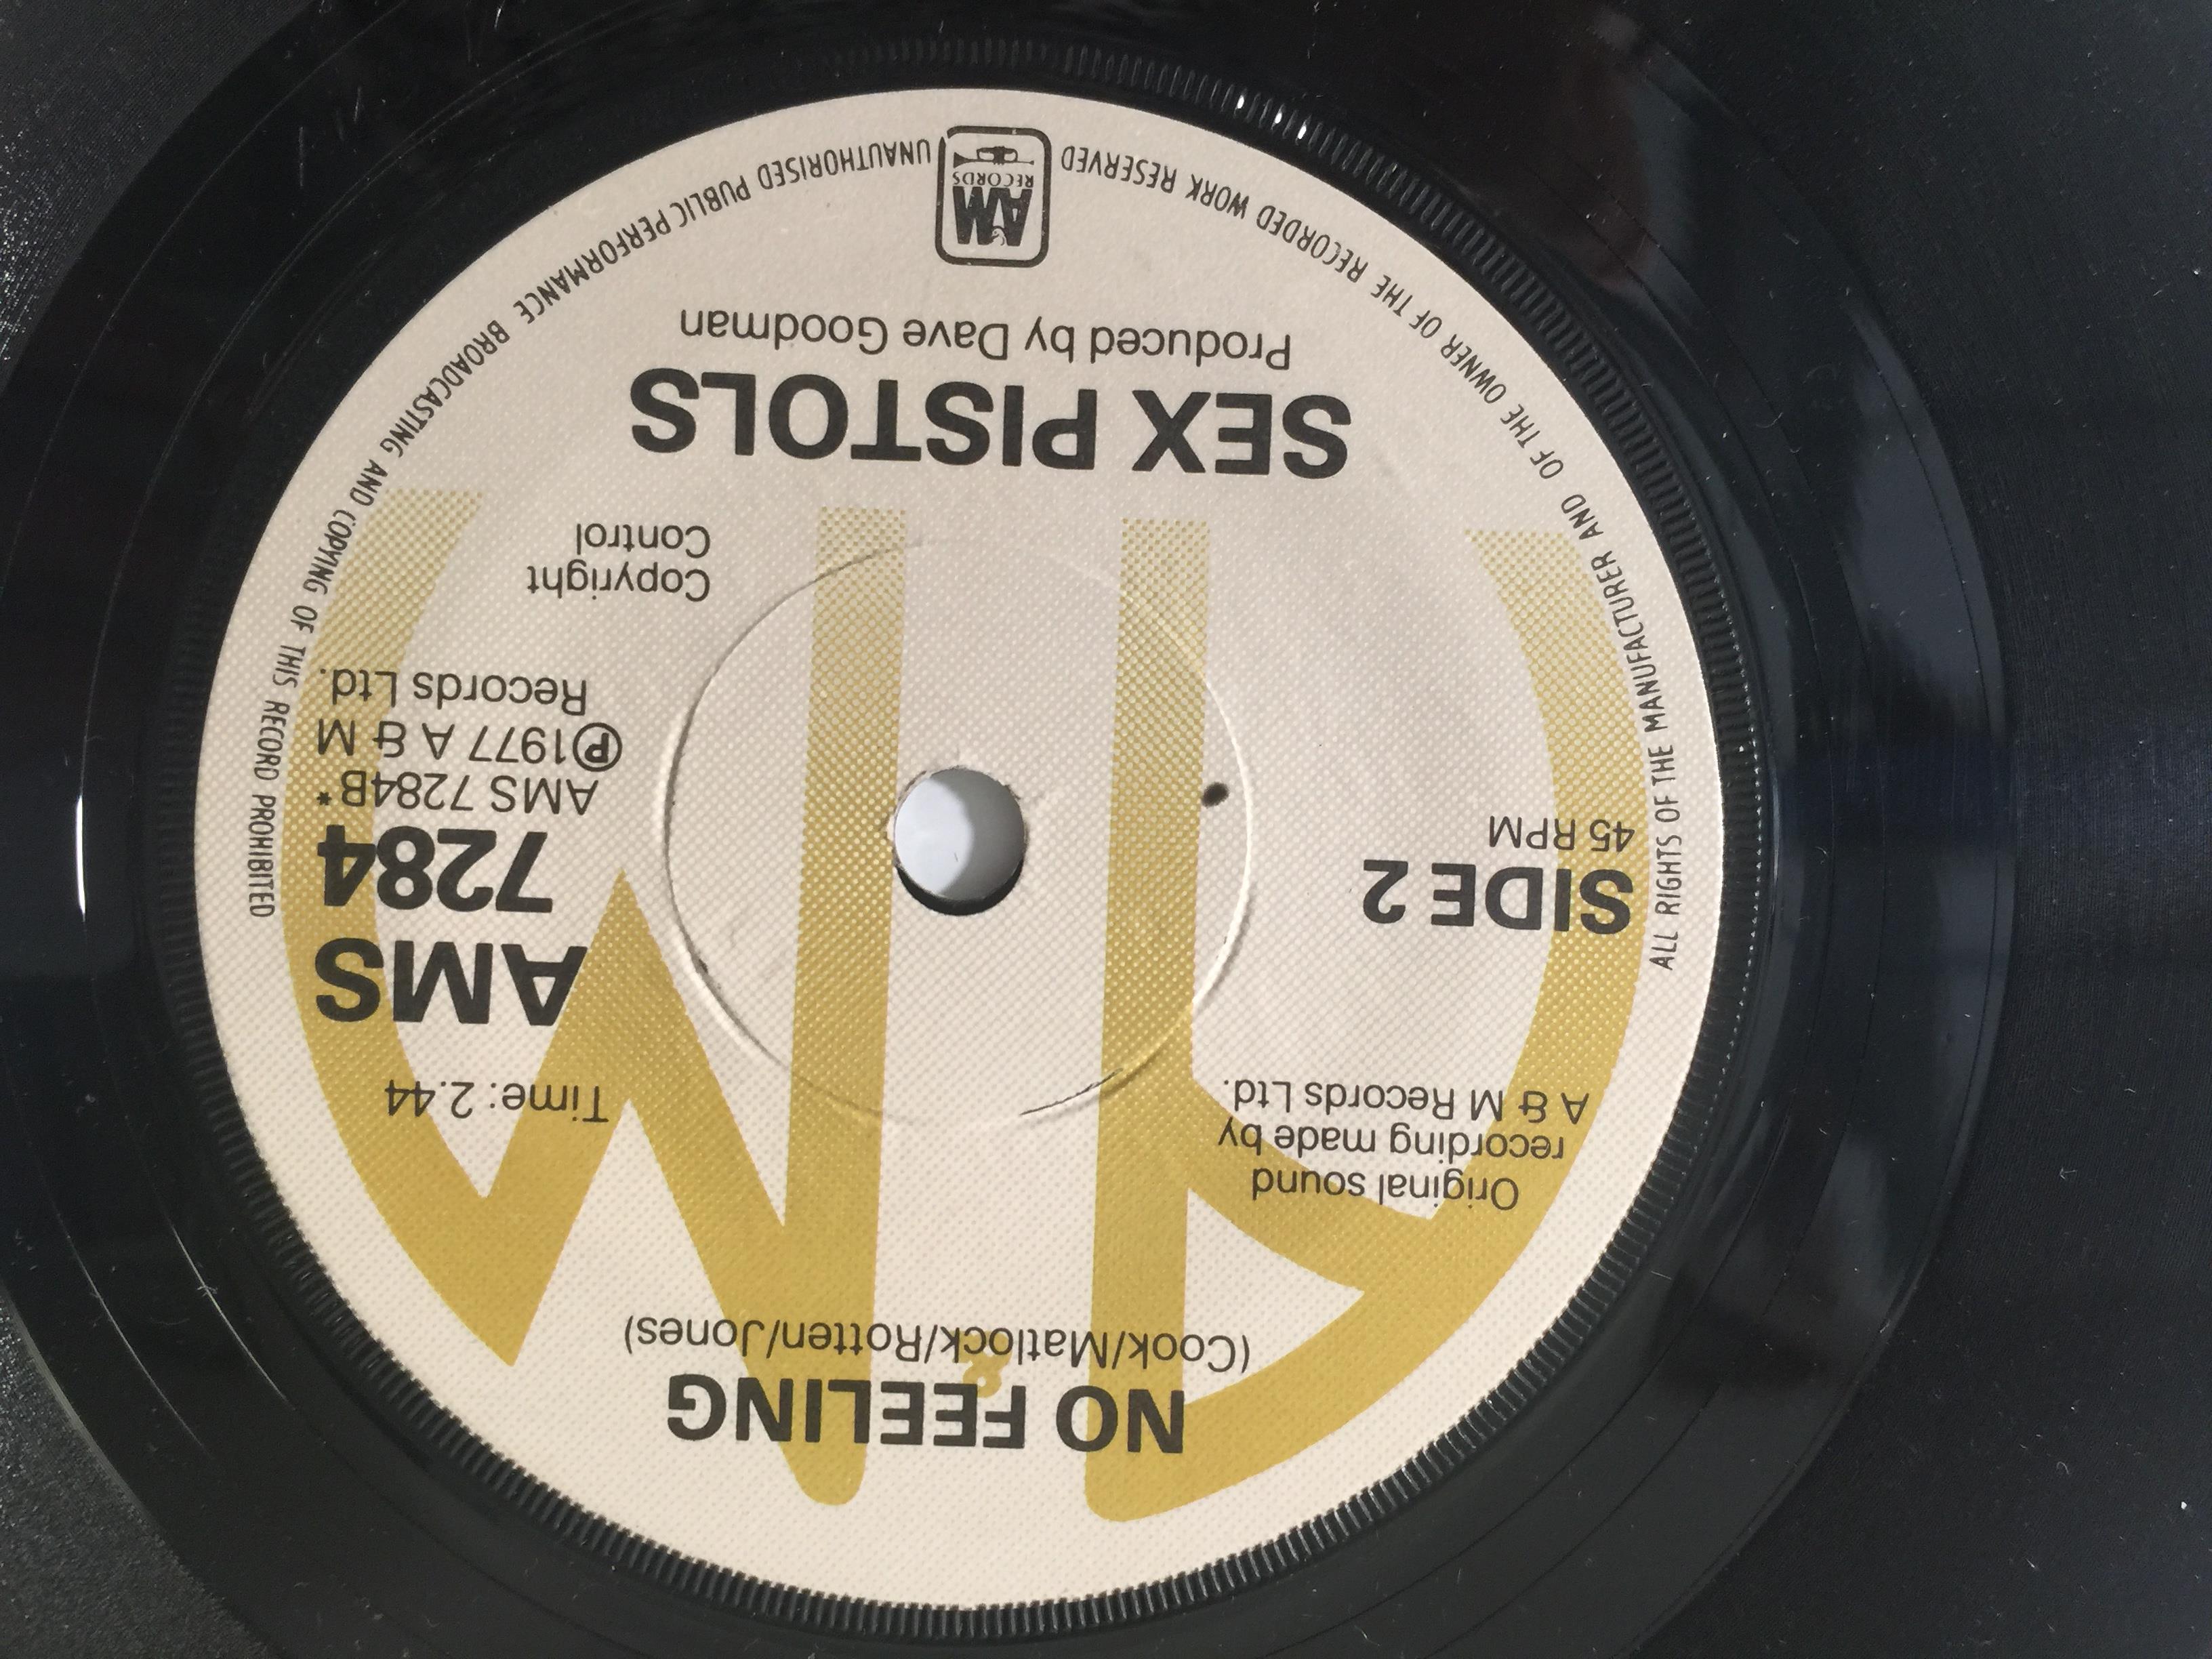 NO FEELING
(Cook/Matlock/Rotten/Jones)
&
Original sound
recording made by
A & M Records Ltd.
Time: 2.44
SIDE 2
45 RPM
AMS
7284
AMS 7284B*
Ⓟ1977 A & M
Records Ltd.
Copyright
Control
SEX PISTOLS
Produced by Dave Goodman
AM
RECORDS
ALL RIGHTS OF THE MANUFACTURER AND OF THE OWNER OF THE RECORDED WORK RESERVED
UNAUTHORISED PUBLIC PERFORMANCE BROADCASTING AND COPYING OF THIS RECORD PROHIBITED